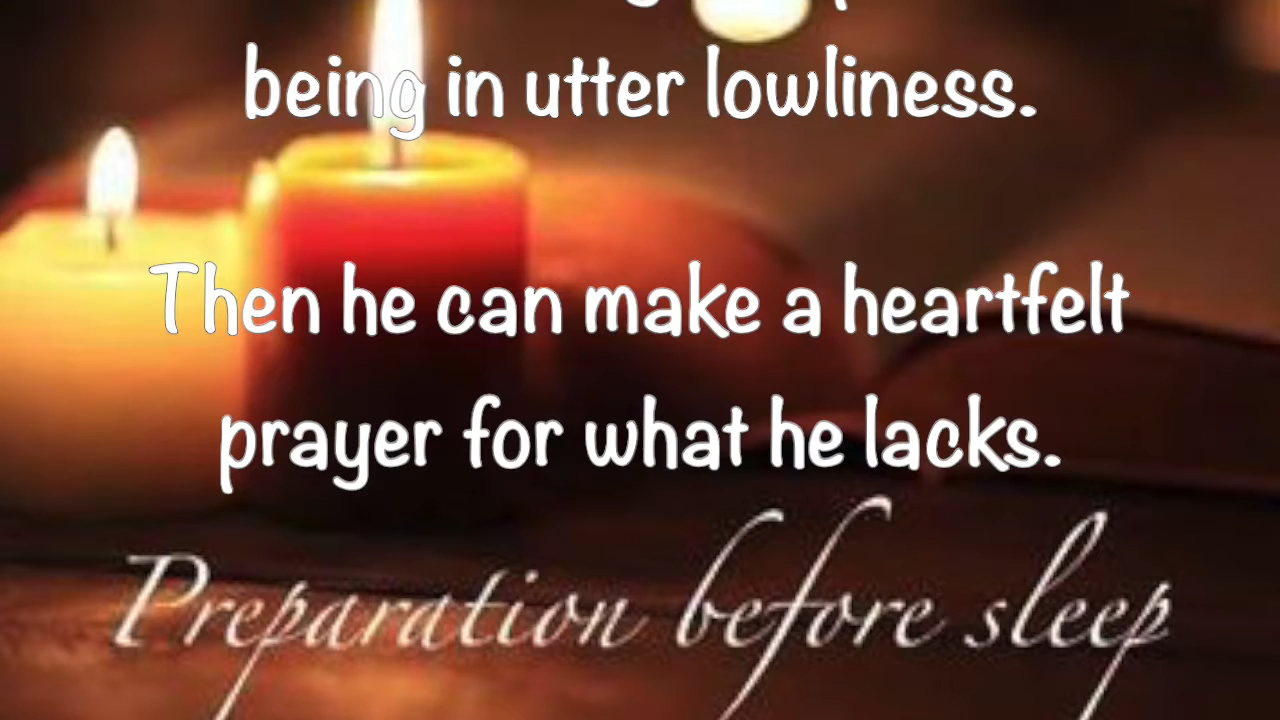 being in utter lowliness.
Then he can make a heartfelt
prayer for what he lacks.
Preparation before sleep